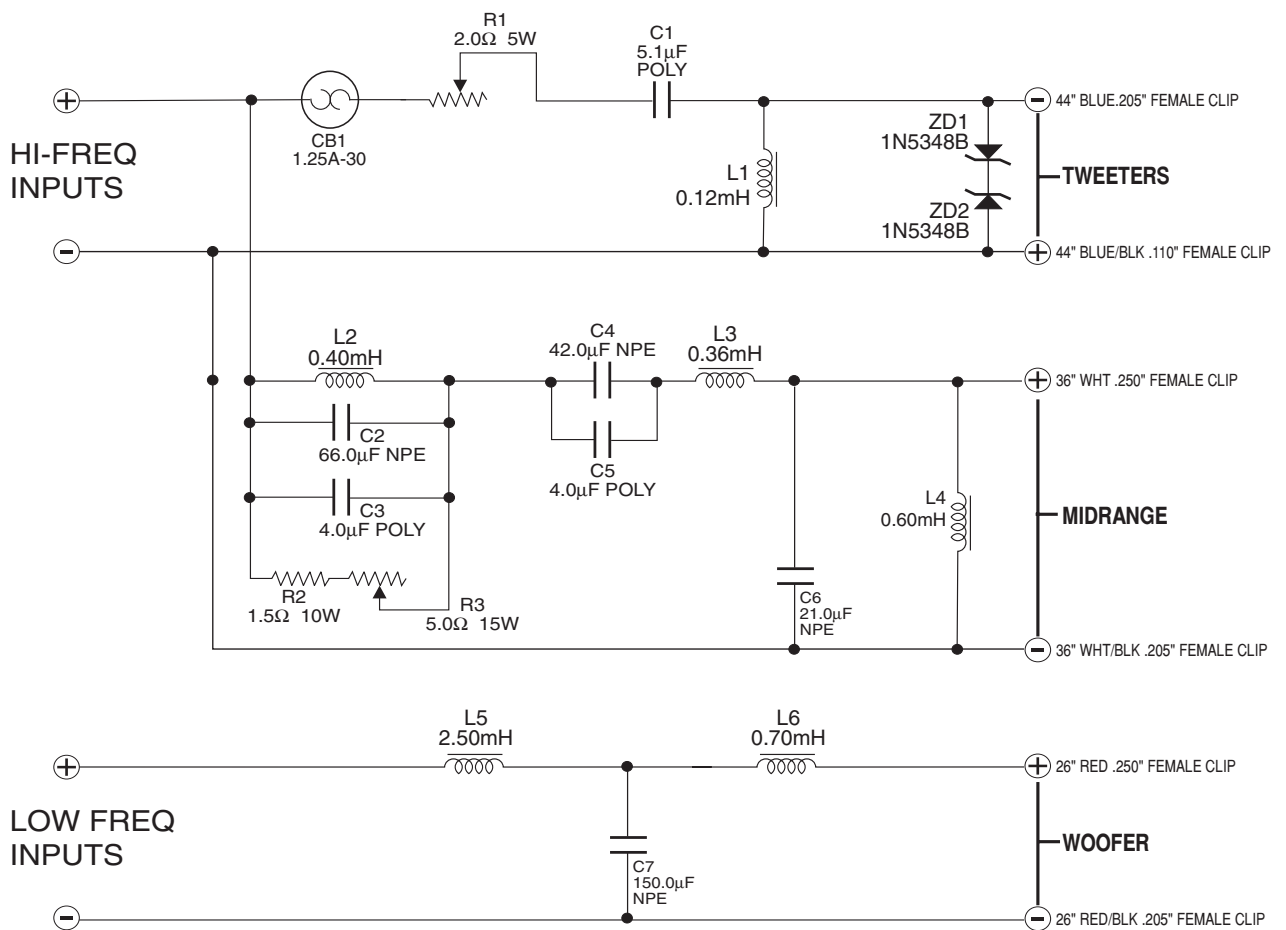 R1
2.0Ω 5W
C1
5.1µF
POLY
+
CB1
1.25A-30
− 44" BLUE.205" FEMALE CLIP
HI-FREQ
INPUTS
L1
0.12mH
ZD1
1N5348B
ZD2
1N5348B
TWEETERS
−
+ 44" BLUE/BLK .110" FEMALE CLIP
L2
0.40mH
C4
42.0µF NPE
L3
0.36mH
+ 36" WHT .250" FEMALE CLIP
C2
66.0µF NPE
C5
4.0µF POLY
C3
4.0µF POLY
L4
0.60mH
MIDRANGE
R2
1.5Ω 10W
R3
5.0Ω 15W
C6
21.0µF
NPE
− 36" WHT/BLK .205" FEMALE CLIP
L5
2.50mH
L6
0.70mH
+
+ 26" RED .250" FEMALE CLIP
LOW FREQ
INPUTS
C7
150.0µF
NPE
WOOFER
−
− 26" RED/BLK .205" FEMALE CLIP